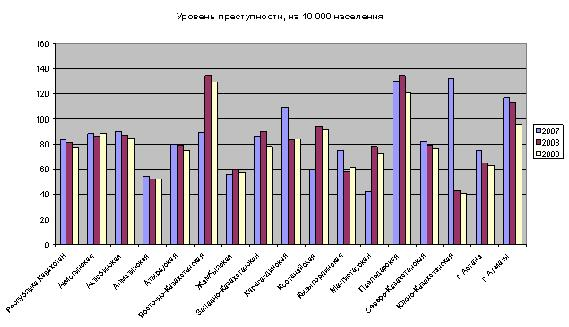 Уровень преступности, на 10 000 населения
160
140
120
100
80
60
40
20
0
2007
2008
2009
Республика Казахстан
Акмолинская
Актюбинская
Алматинская
Атырауская
Восточно-Казахстанская
Жамбылская
Западно-Казахстанская
Карагандинская
Костанайская
Кызылординская
Мангистауская
Павлодарская
Северо-Казахстанская
Южно-Казахстанская
г. Астана
г. Алматы